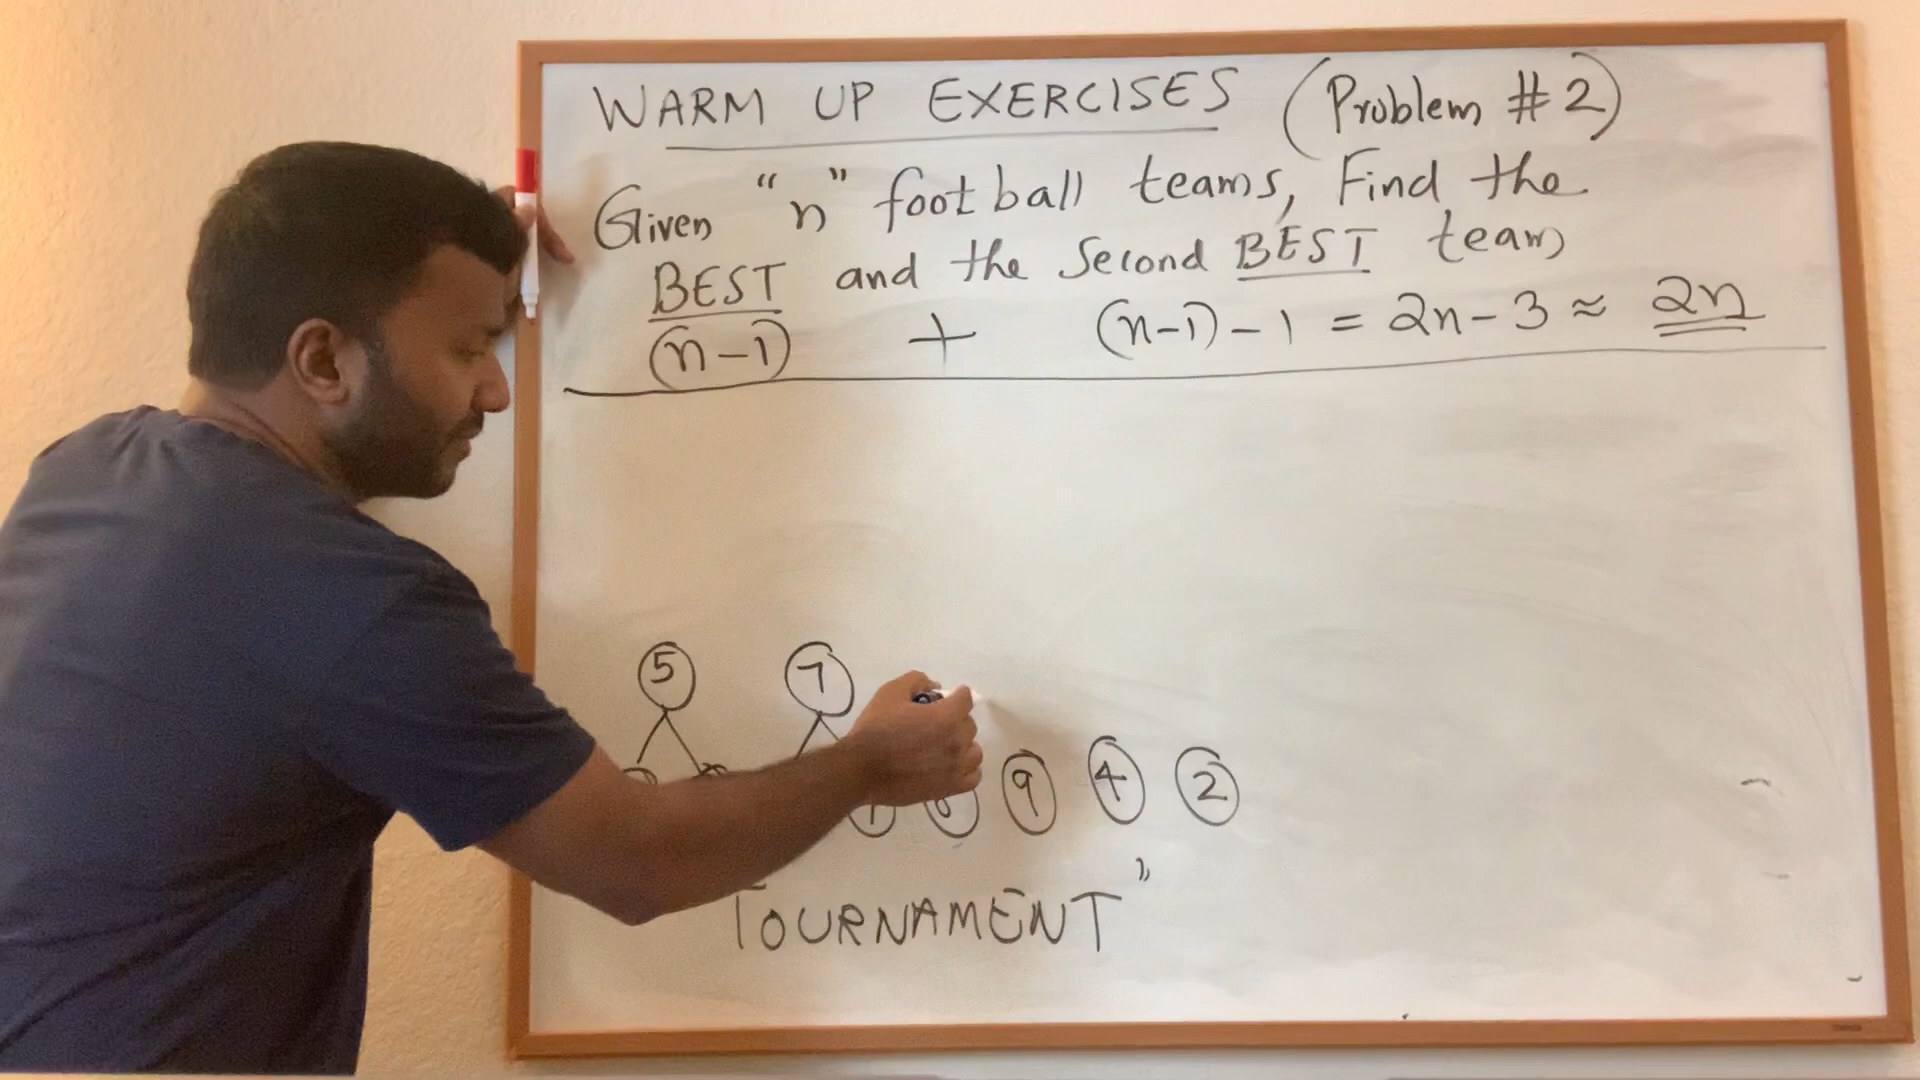 WARM UP EXERCISES (Problem #2)
Given "n" football teams, Find the
BEST and the Second BEST team
(n-1) + (n-1)-1 = 2n-3 ≈ 2n
5 7
9 4 2
TOURNAMENT"